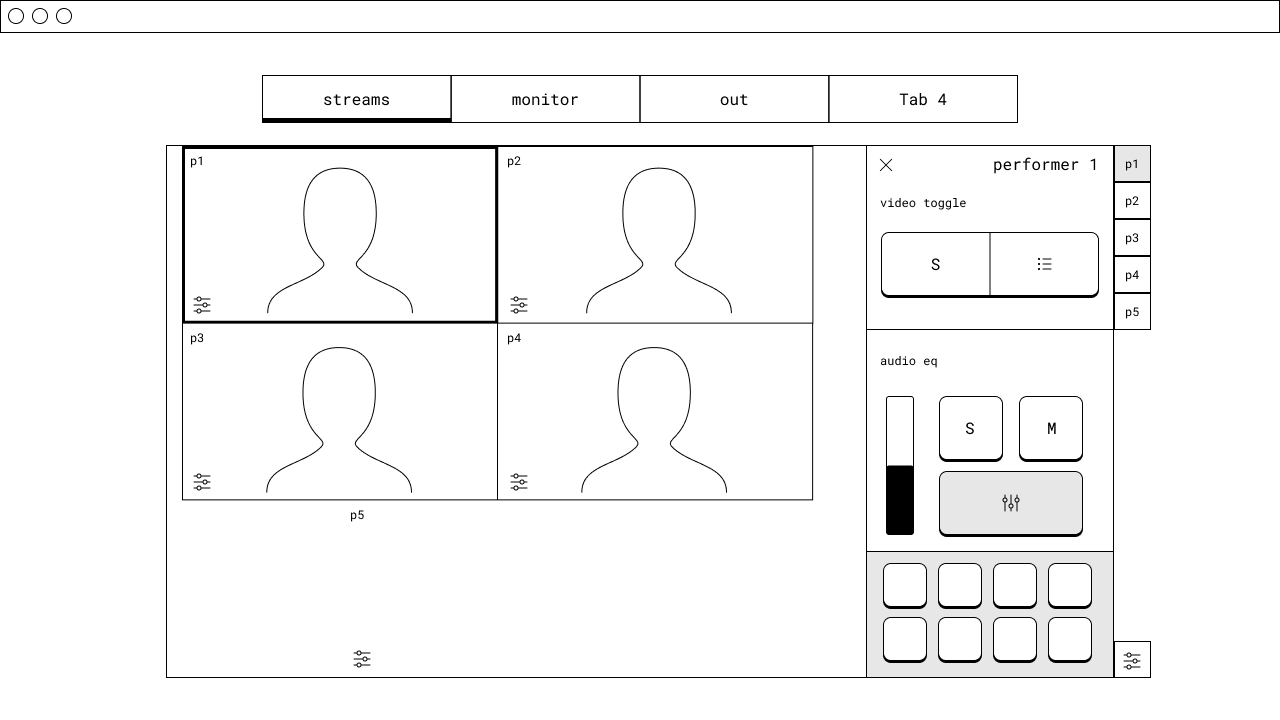 streams
monitor
out
Tab 4
p1
p2
p3
p4
p5
performer 1
video toggle
S
audio eq
S
M
p1
p2
p3
p4
p5